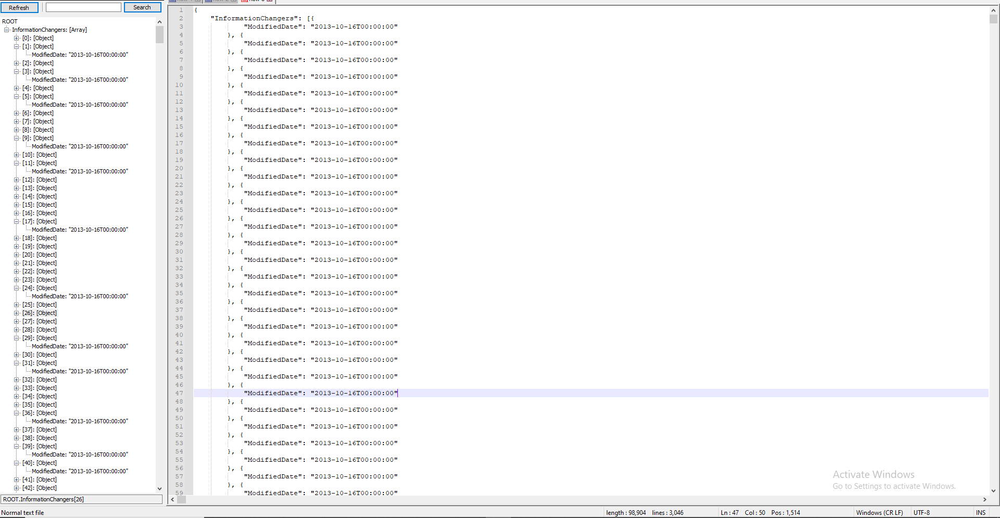 Refresh
Search
ROOT
InformationChangers: [Array]
[0]: [Object]
[1]: [Object]
ModifiedDate: "2013-10-16T00:00:00"
[2]: [Object]
[3]: [Object]
ModifiedDate: "2013-10-16T00:00:00"
[4]: [Object]
[5]: [Object]
ModifiedDate: "2013-10-16T00:00:00"
[6]: [Object]
[7]: [Object]
[8]: [Object]
[9]: [Object]
ModifiedDate: "2013-10-16T00:00:00"
[10]: [Object]
[11]: [Object]
ModifiedDate: "2013-10-16T00:00:00"
[12]: [Object]
[13]: [Object]
[14]: [Object]
[15]: [Object]
[16]: [Object]
[17]: [Object]
ModifiedDate: "2013-10-16T00:00:00"
[18]: [Object]
[19]: [Object]
[20]: [Object]
[21]: [Object]
[22]: [Object]
[23]: [Object]
[24]: [Object]
ModifiedDate: "2013-10-16T00:00:00"
[25]: [Object]
[26]: [Object]
[27]: [Object]
[28]: [Object]
[29]: [Object]
ModifiedDate: "2013-10-16T00:00:00"
[30]: [Object]
[31]: [Object]
ModifiedDate: "2013-10-16T00:00:00"
[32]: [Object]
[33]: [Object]
[34]: [Object]
[35]: [Object]
[36]: [Object]
ModifiedDate: "2013-10-16T00:00:00"
[37]: [Object]
[38]: [Object]
[39]: [Object]
ModifiedDate: "2013-10-16T00:00:00"
[40]: [Object]
ModifiedDate: "2013-10-16T00:00:00"
[41]: [Object]
[42]: [Object]
ROOT.InformationChangers[26]
1 {
2 "InformationChangers": [{
3 "ModifiedDate": "2013-10-16T00:00:00"
4 }, {
5 "ModifiedDate": "2013-10-16T00:00:00"
6 }, {
7 "ModifiedDate": "2013-10-16T00:00:00"
8 }, {
9 "ModifiedDate": "2013-10-16T00:00:00"
10 }, {
11 "ModifiedDate": "2013-10-16T00:00:00"
12 }, {
13 "ModifiedDate": "2013-10-16T00:00:00"
14 }, {
15 "ModifiedDate": "2013-10-16T00:00:00"
16 }, {
17 "ModifiedDate": "2013-10-16T00:00:00"
18 }, {
19 "ModifiedDate": "2013-10-16T00:00:00"
20 }, {
21 "ModifiedDate": "2013-10-16T00:00:00"
22 }, {
23 "ModifiedDate": "2013-10-16T00:00:00"
24 }, {
25 "ModifiedDate": "2013-10-16T00:00:00"
26 }, {
27 "ModifiedDate": "2013-10-16T00:00:00"
28 }, {
29 "ModifiedDate": "2013-10-16T00:00:00"
30 }, {
31 "ModifiedDate": "2013-10-16T00:00:00"
32 }, {
33 "ModifiedDate": "2013-10-16T00:00:00"
34 }, {
35 "ModifiedDate": "2013-10-16T00:00:00"
36 }, {
37 "ModifiedDate": "2013-10-16T00:00:00"
38 }, {
39 "ModifiedDate": "2013-10-16T00:00:00"
40 }, {
41 "ModifiedDate": "2013-10-16T00:00:00"
42 }, {
43 "ModifiedDate": "2013-10-16T00:00:00"
44 }, {
45 "ModifiedDate": "2013-10-16T00:00:00"
46 }, {
47 "ModifiedDate": "2013-10-16T00:00:00"
48 }, {
49 "ModifiedDate": "2013-10-16T00:00:00"
50 }, {
51 "ModifiedDate": "2013-10-16T00:00:00"
52 }, {
53 "ModifiedDate": "2013-10-16T00:00:00"
54 }, {
55 "ModifiedDate": "2013-10-16T00:00:00"
56 }, {
57 "ModifiedDate": "2013-10-16T00:00:00"
58 }, {
59 "ModifiedDate": "2013-10-16T00:00:00"
Activate Windows
Go to Settings to activate Windows.
Normal text file
length : 98,904 lines : 3,046
Ln : 47 Col : 50 Pos : 1,514
Windows (CR LF)
UTF-8
INS